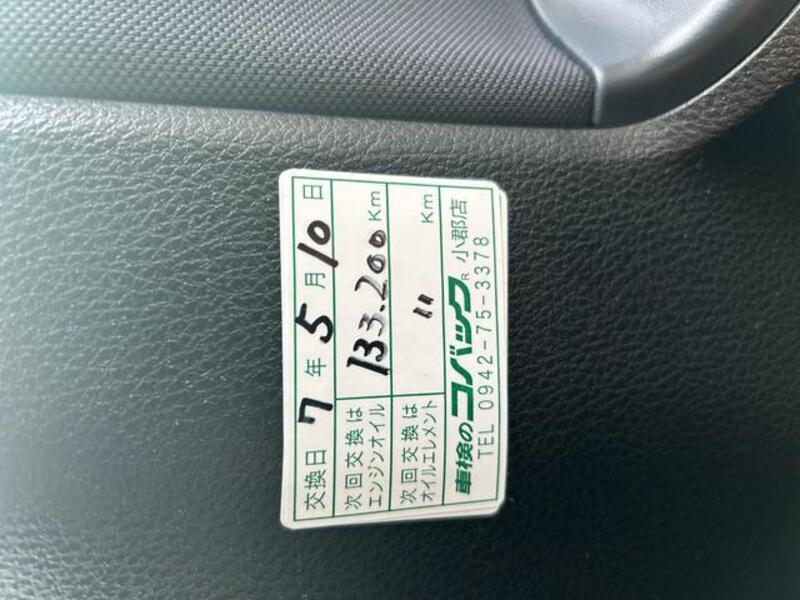 交換日 7年5月10日
次回交換は
エンジンオイル 133.200 Km
次回交換は
オイルエレメント 〃 Km
車検のコバック® 小郡店
TEL 0942-75-3378